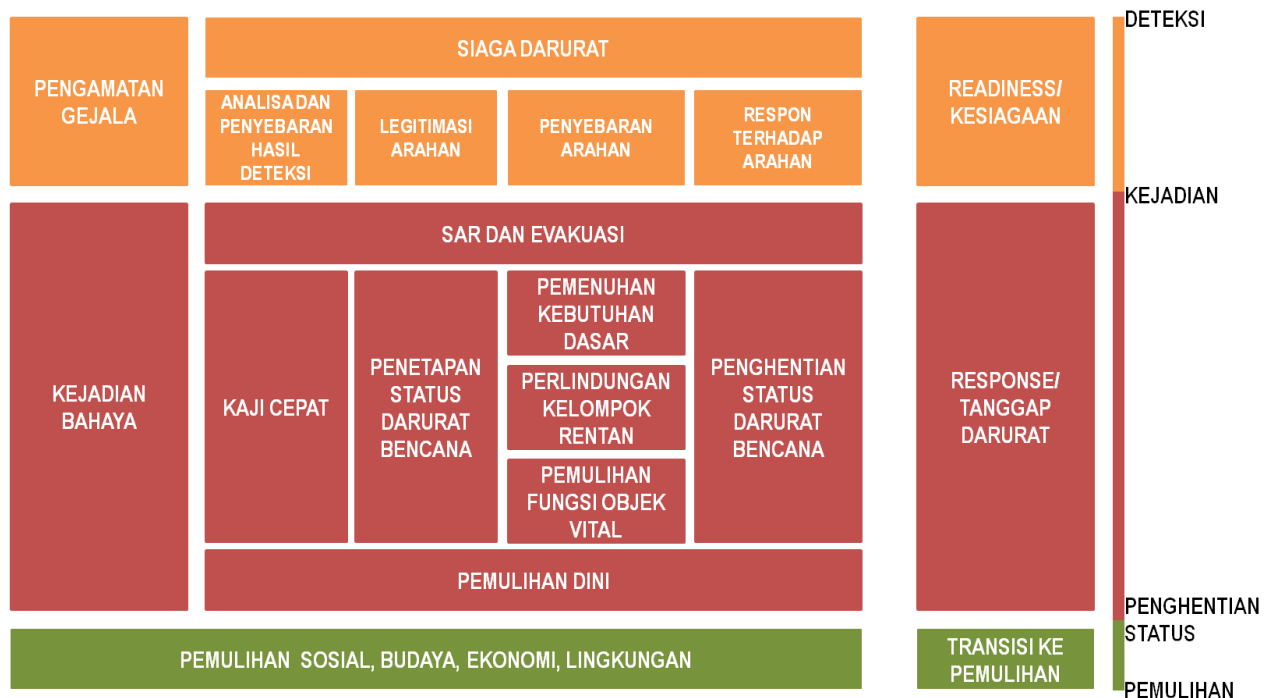 DETEKSI
SIAGA DARURAT
PENGAMATAN
GEJALA
READINESS/
KESIAGAAN
ANALISA DAN
PENYEBARAN
HASIL
DETEKSI
LEGITIMASI
ARAHAN
PENYEBARAN
ARAHAN
RESPON
TERHADAP
ARAHAN
KEJADIAN
SAR DAN EVAKUASI
KEJADIAN
BAHAYA
KAJI CEPAT
PENETAPAN
STATUS
DARURAT
BENCANA
PEMENUHAN
KEBUTUHAN
DASAR
PERLINDUNGAN
KELOMPOK
RENTAN
PEMULIHAN
FUNGSI OBJEK
VITAL
PENGHENTIAN
STATUS
DARURAT
BENCANA
RESPONSE/
TANGGAP
DARURAT
PEMULIHAN DINI
PENGHENTIAN
STATUS
PEMULIHAN SOSIAL, BUDAYA, EKONOMI, LINGKUNGAN
TRANSISI KE
PEMULIHAN
PEMULIHAN